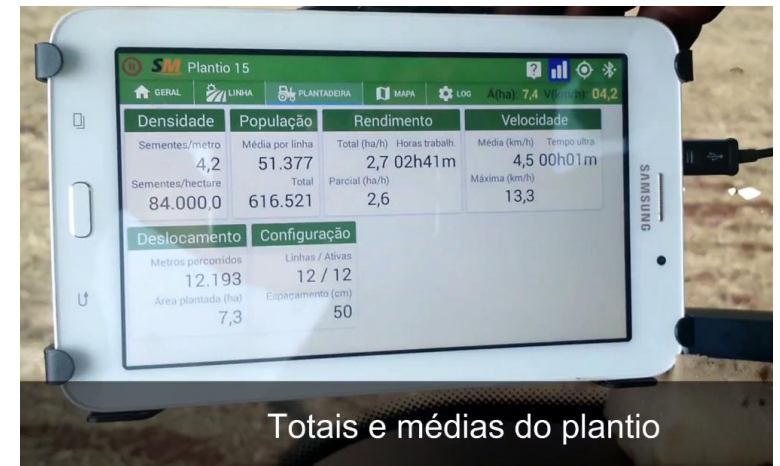 SM Plantio 15
GERAL LINHA PLANTADEIRA MAPA LOG Á(ha): 7,4 V(km/h): 04,2
Densidade
Sementes/metro
4,2
Sementes/hectare
84.000,0
População
Média por linha
51.377
Total
616.521
Rendimento
Total (ha/h) Horas trabalh.
2,7 02h41m
Parcial (ha/h)
2,6
Velocidade
Média (km/h) Tempo ultra
4,5 00h01m
Máxima (km/h)
13,3
Deslocamento
Metros percorridos
12.193
Área plantada (ha)
7,3
Configuração
Linhas / Ativas
12 / 12
Espaçamento (cm)
50
SAMSUNG
Totais e médias do plantio